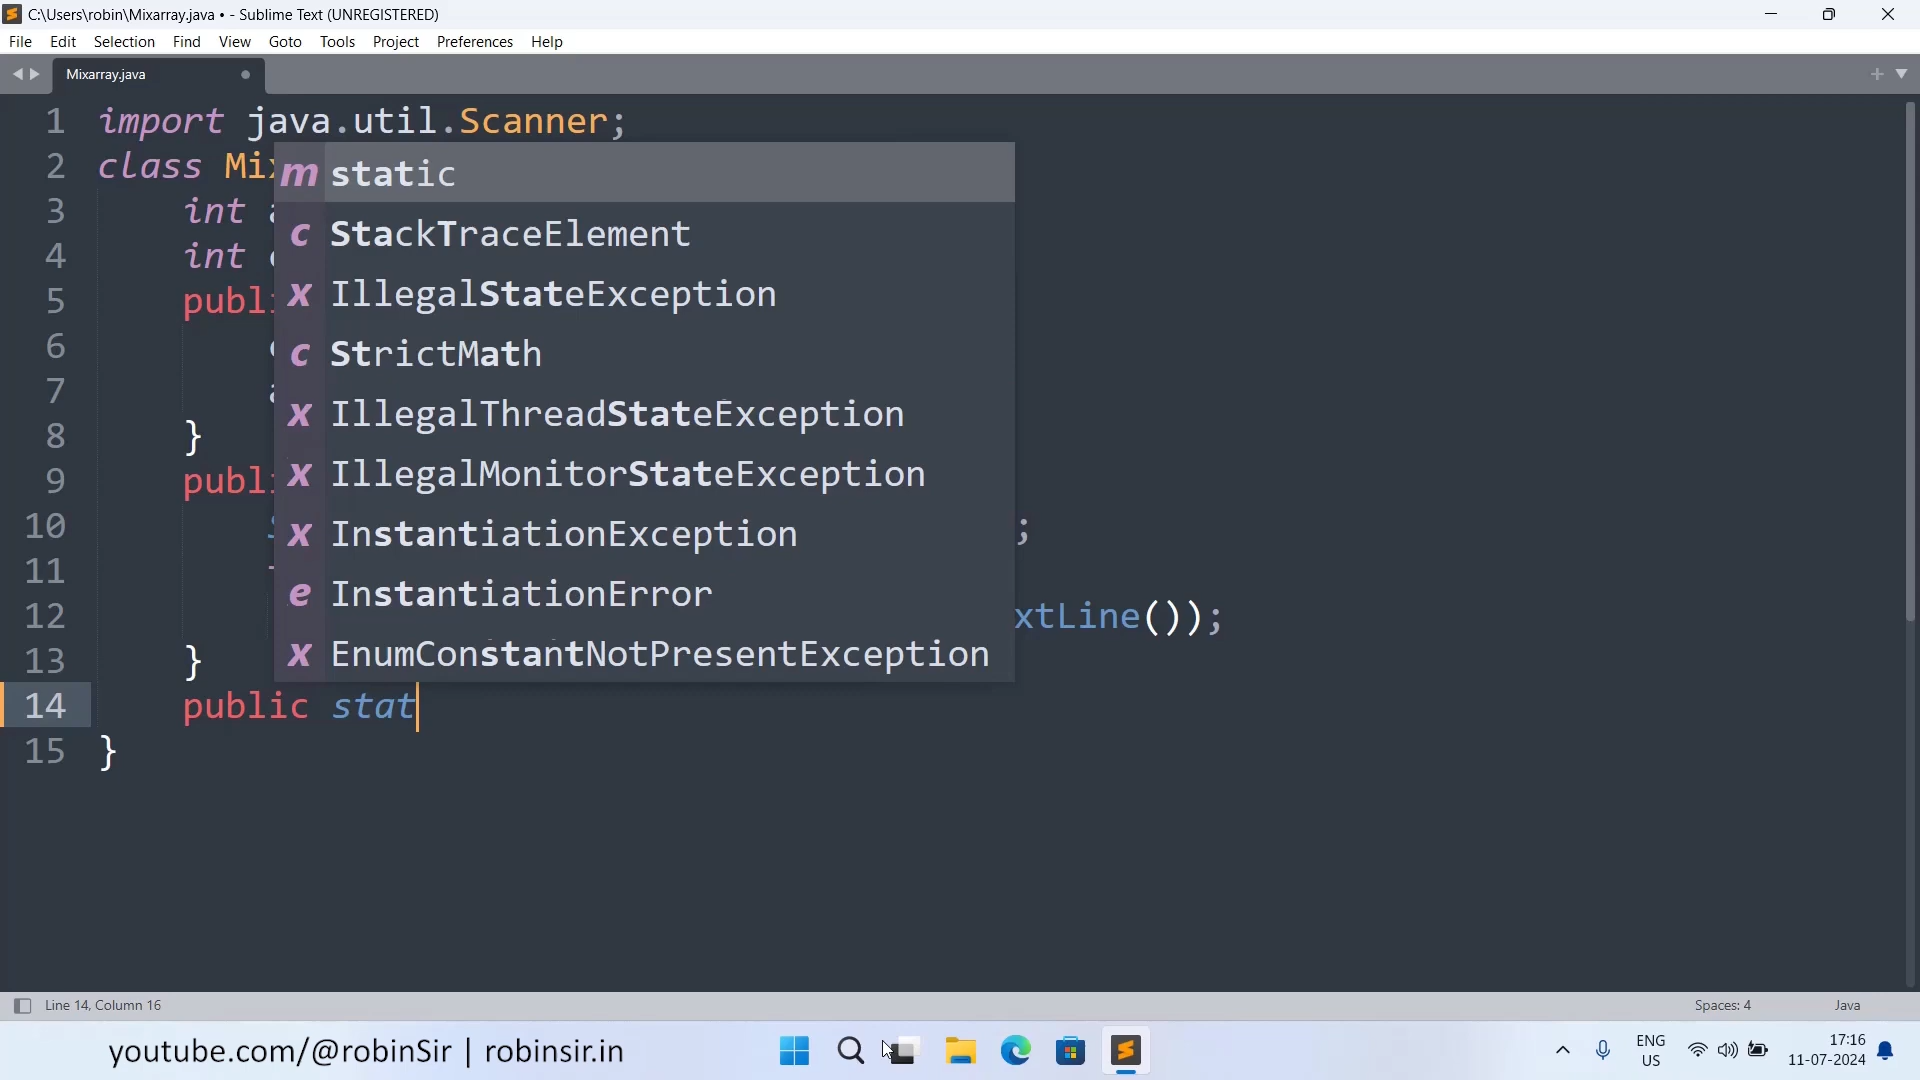 C:\Users\robin\Mixarray.java • - Sublime Text (UNREGISTERED)
File Edit Selection Find View Goto Tools Project Preferences Help
Mixarray.java
1 import java.util.Scanner;
2 class Mix
3 int a
4 int
5 publi
6
7 a
8 }
9 publi
10 ;
11
12 xtLine());
13 }
14 public stat
15 }
m static
c StackTraceElement
x IllegalStateException
c StrictMath
x IllegalThreadStateException
x IllegalMonitorStateException
x InstantiationException
e InstantiationError
x EnumConstantNotPresentException
Line 14, Column 16 Spaces: 4 Java
youtube.com/@robinSir | robinsir.in
ENG
US
17:16
11-07-2024